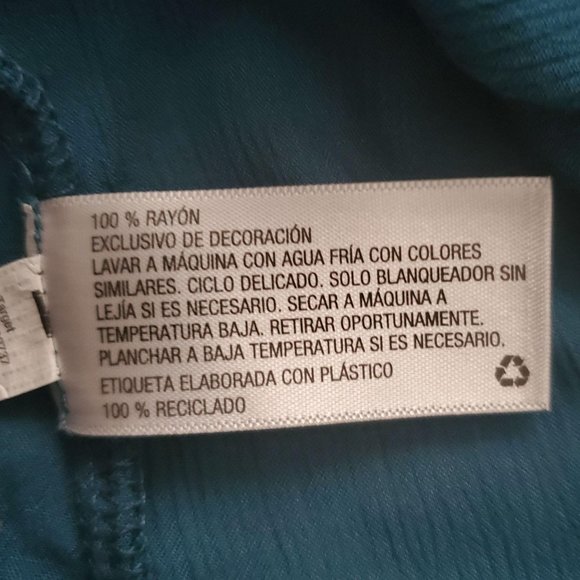 100 % RAYÓN
EXCLUSIVO DE DECORACIÓN
LAVAR A MÁQUINA CON AGUA FRÍA CON COLORES
SIMILARES. CICLO DELICADO. SOLO BLANQUEADOR SIN
LEJÍA SI ES NECESARIO. SECAR A MÁQUINA A
TEMPERATURA BAJA. RETIRAR OPORTUNAMENTE.
PLANCHAR A BAJA TEMPERATURA SI ES NECESARIO.
ETIQUETA ELABORADA CON PLÁSTICO
100 % RECICLADO
Target